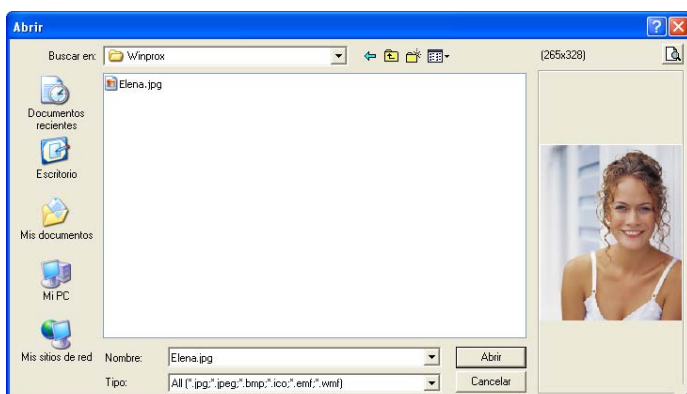 Abrir
Buscar en:
Winprox
(265x328)
Elena.jpg
Documentos
recientes
Escritorio
Mis documentos
Mi PC
Mis sitios de red
Nombre:
Elena.jpg
Abrir
Tipo:
All (*.jpg;*.jpeg;*.bmp;*.ico;*.emf;*.wmf)
Cancelar